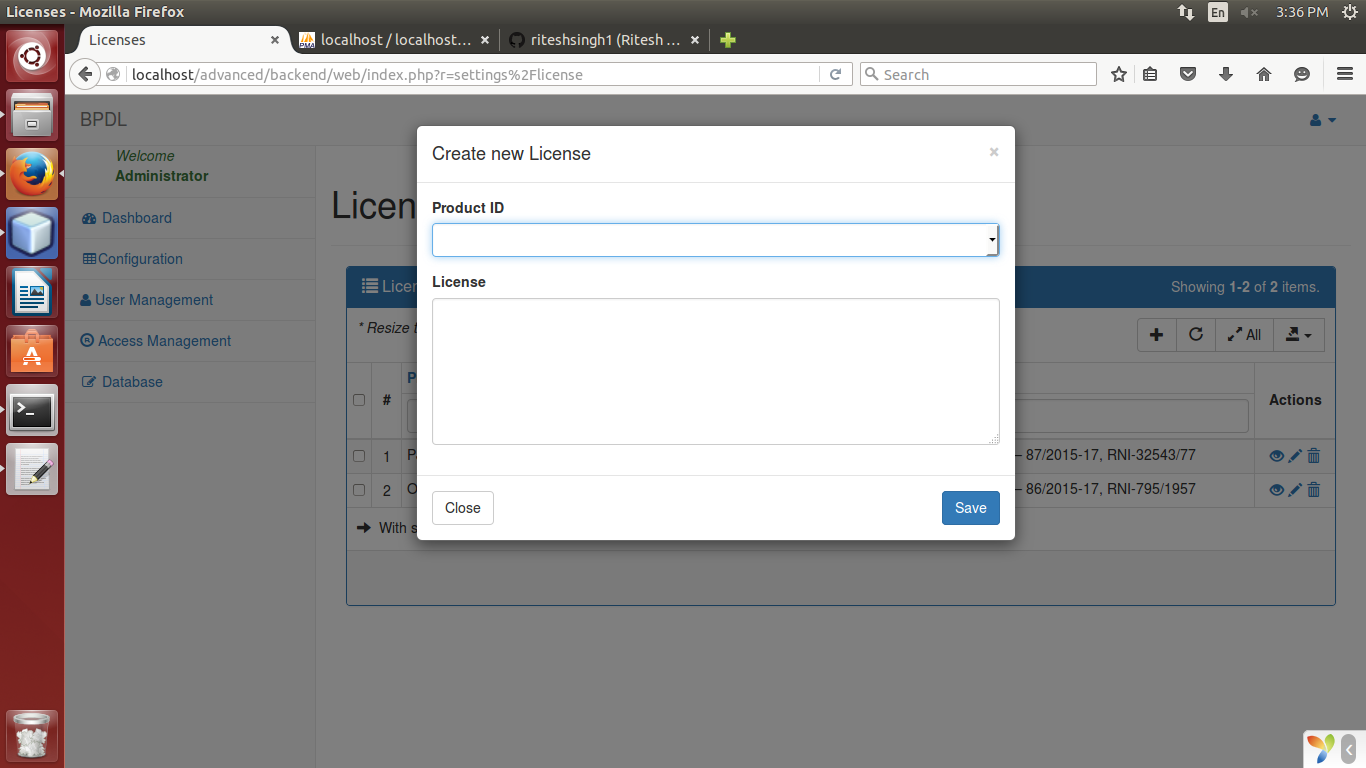 Licenses - Mozilla Firefox
En
3:36 PM
Licenses
localhost / localhost...
riteshsingh1 (Ritesh ...
localhost/advanced/backend/web/index.php?r=settings%2Flicense
Search
BPDL
Welcome
Administrator
Dashboard
Configuration
User Management
Access Management
Database
Create new License
×
Product ID
License
Close
Save
Licen
Licen
Showing 1-2 of 2 items.
* Resize t
All
#
P
Actions
1 P – 87/2015-17, RNI-32543/77
2 O – 86/2015-17, RNI-795/1957
With s